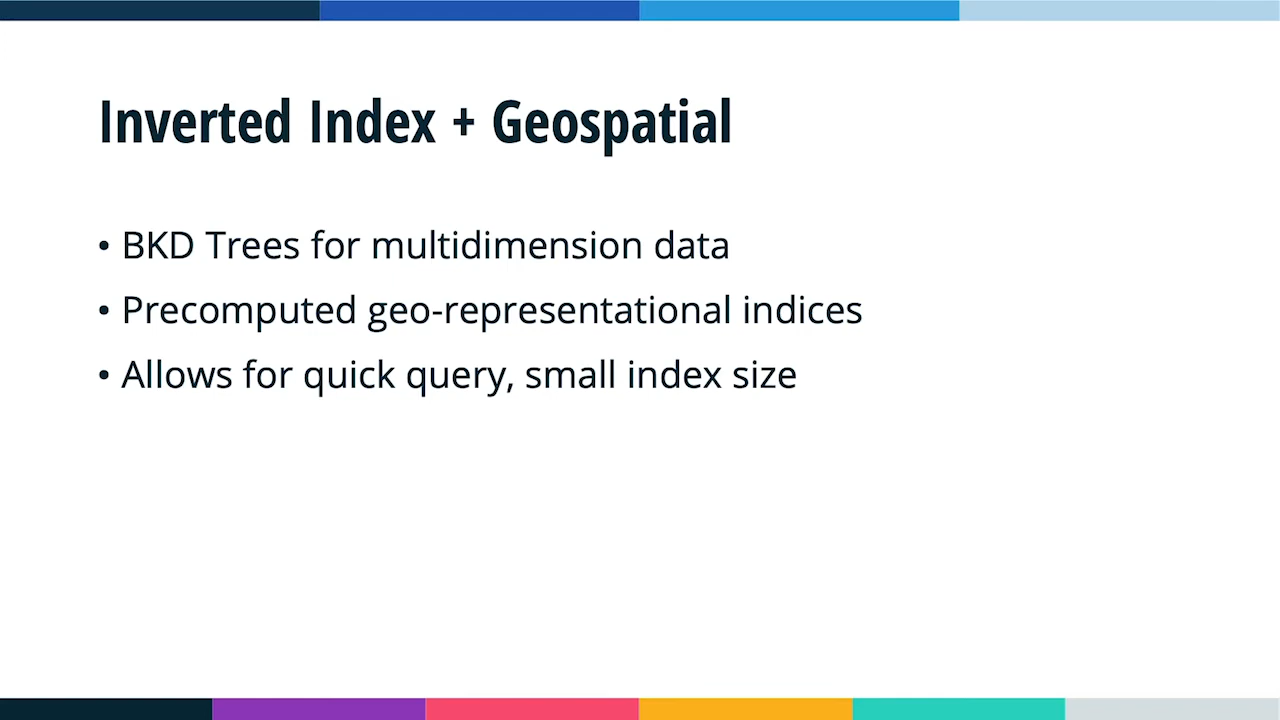 Inverted Index + Geospatial
• BKD Trees for multidimension data
• Precomputed geo-representational indices
• Allows for quick query, small index size